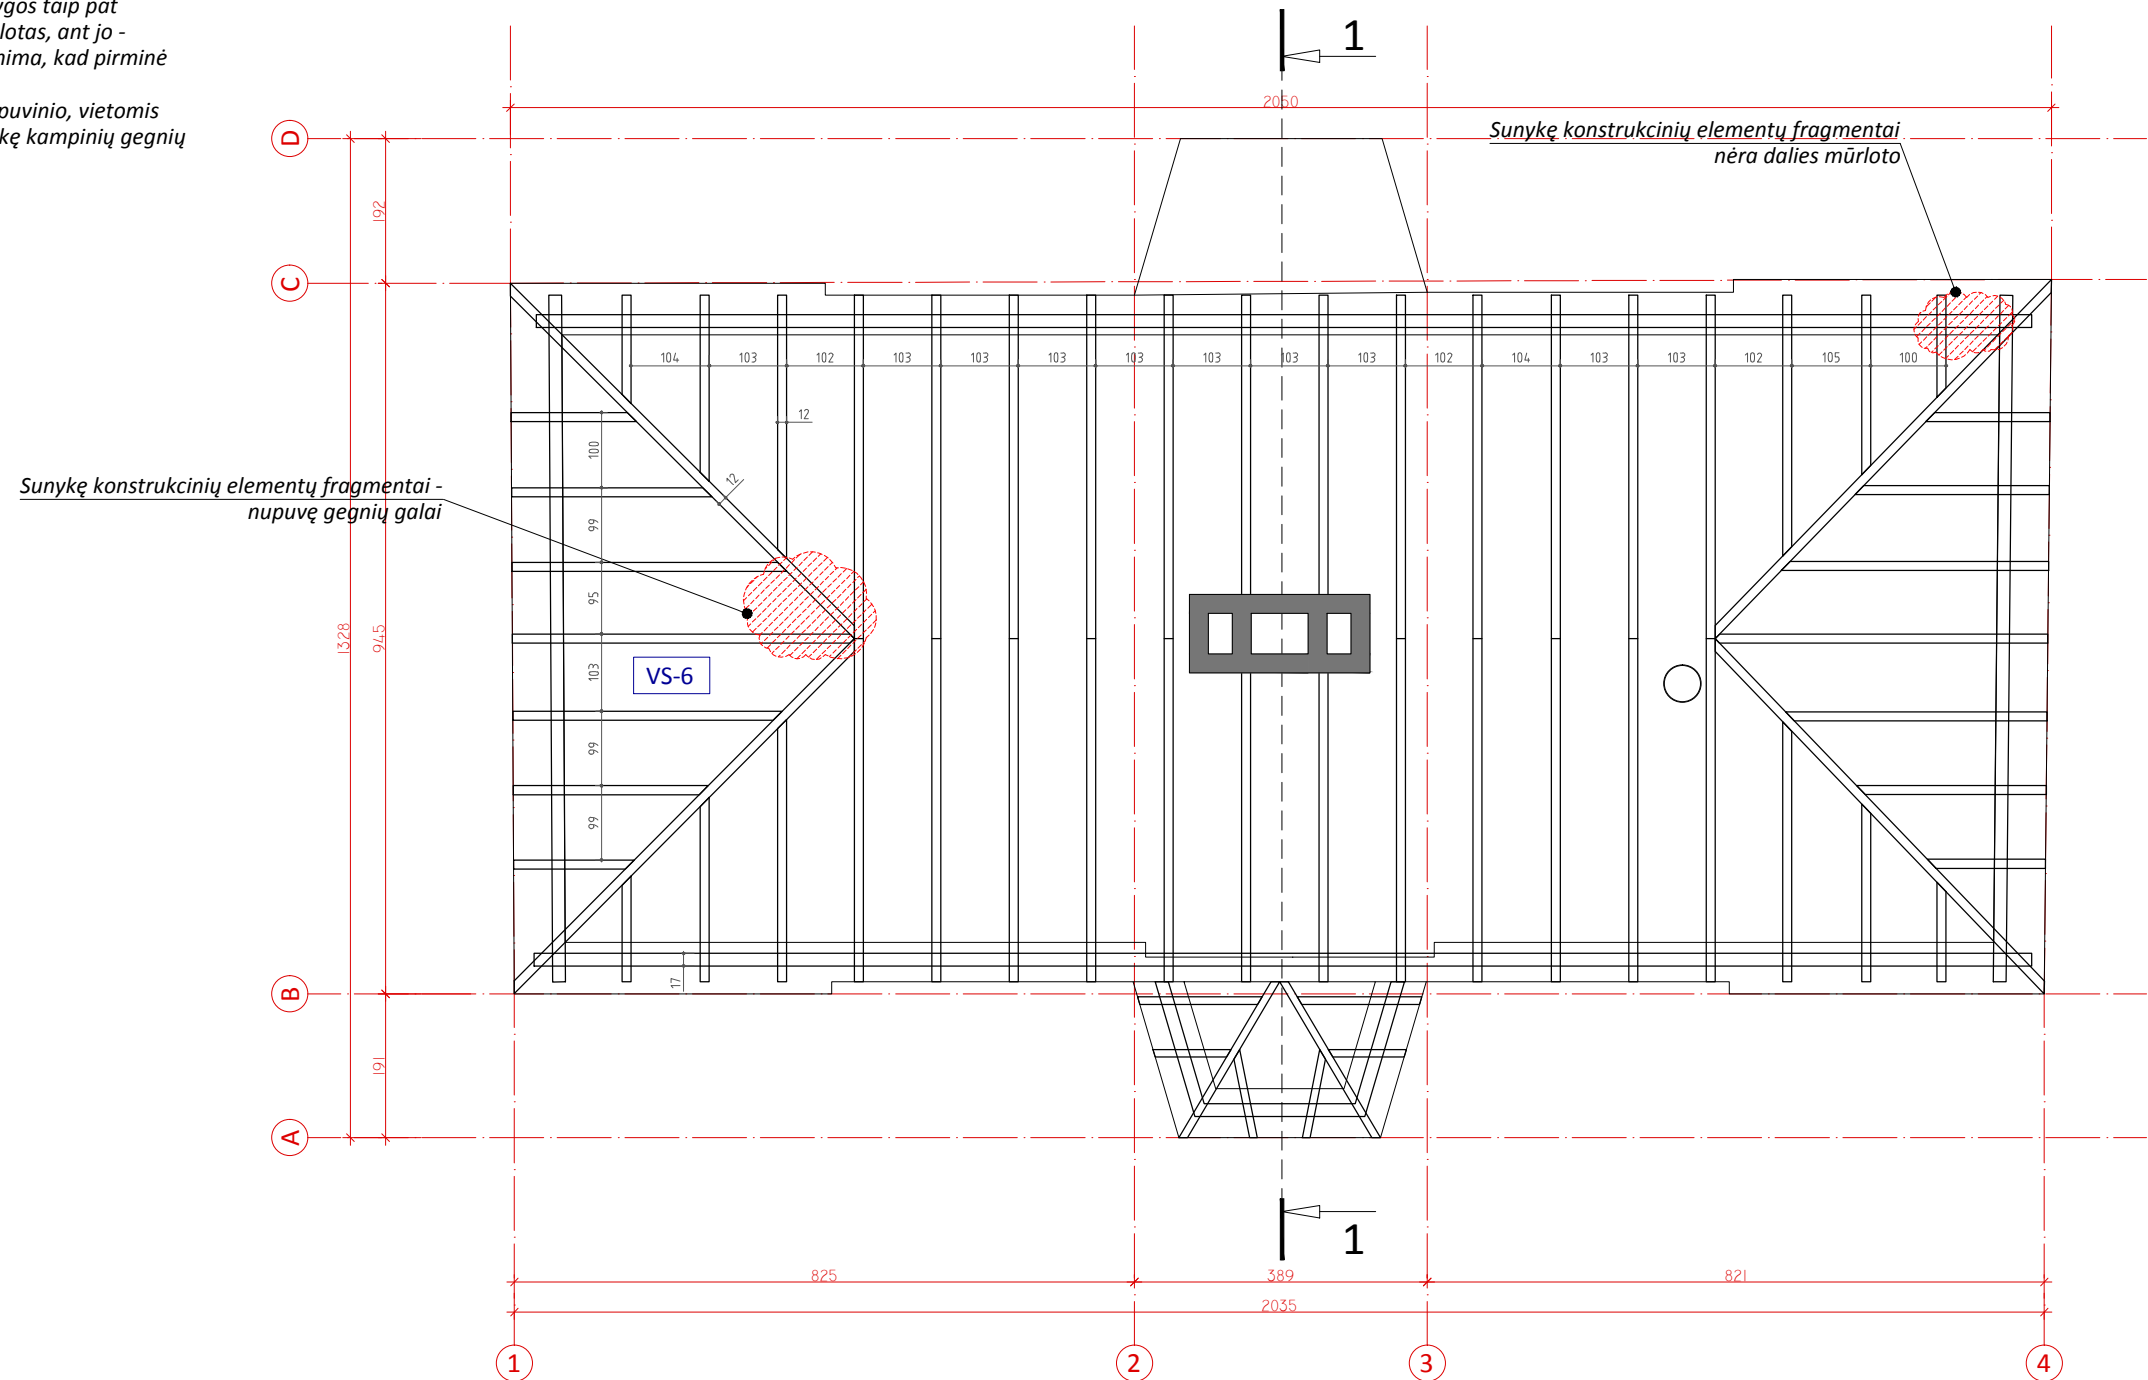 ygos taip pat
lotas, ant jo -
nima, kad pirminė
puvinio, vietomis
kę kampinių gegnių
1
2050
D
Sunykę konstrukcinių elementų fragmentai
nėra dalies mūrloto
192
C
104 103 102 103 103 103 103 103 103 103 102 104 103 103 102 105 100
12
100
12
Sunykę konstrukcinių elementų fragmentai -
nupuvę gegnių galai
99
95
1328
945
103
VS-6
99
99
17
B
191
A
1
825 389 821
2035
1 2 3 4